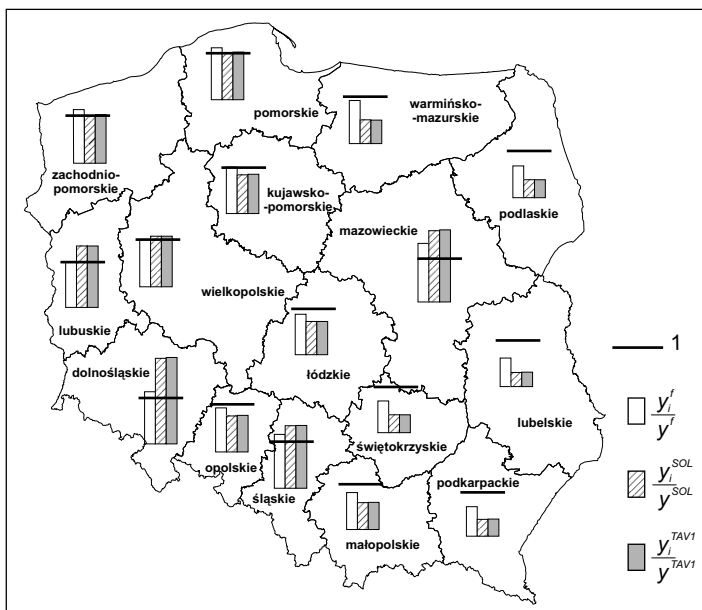 pomorskie
warmińsko-
-mazurskie
zachodnio-
pomorskie
kujawsko-
-pomorskie
podlaskie
mazowieckie
wielkopolskie
lubuskie
dolnośląskie
łódzkie
lubelskie
świętokrzyskie
opolskie
śląskie
podkarpackie
małopolskie
1
y_i^f
y^f
y_i^SOL
y^SOL
y_i^TAV1
y^TAV1